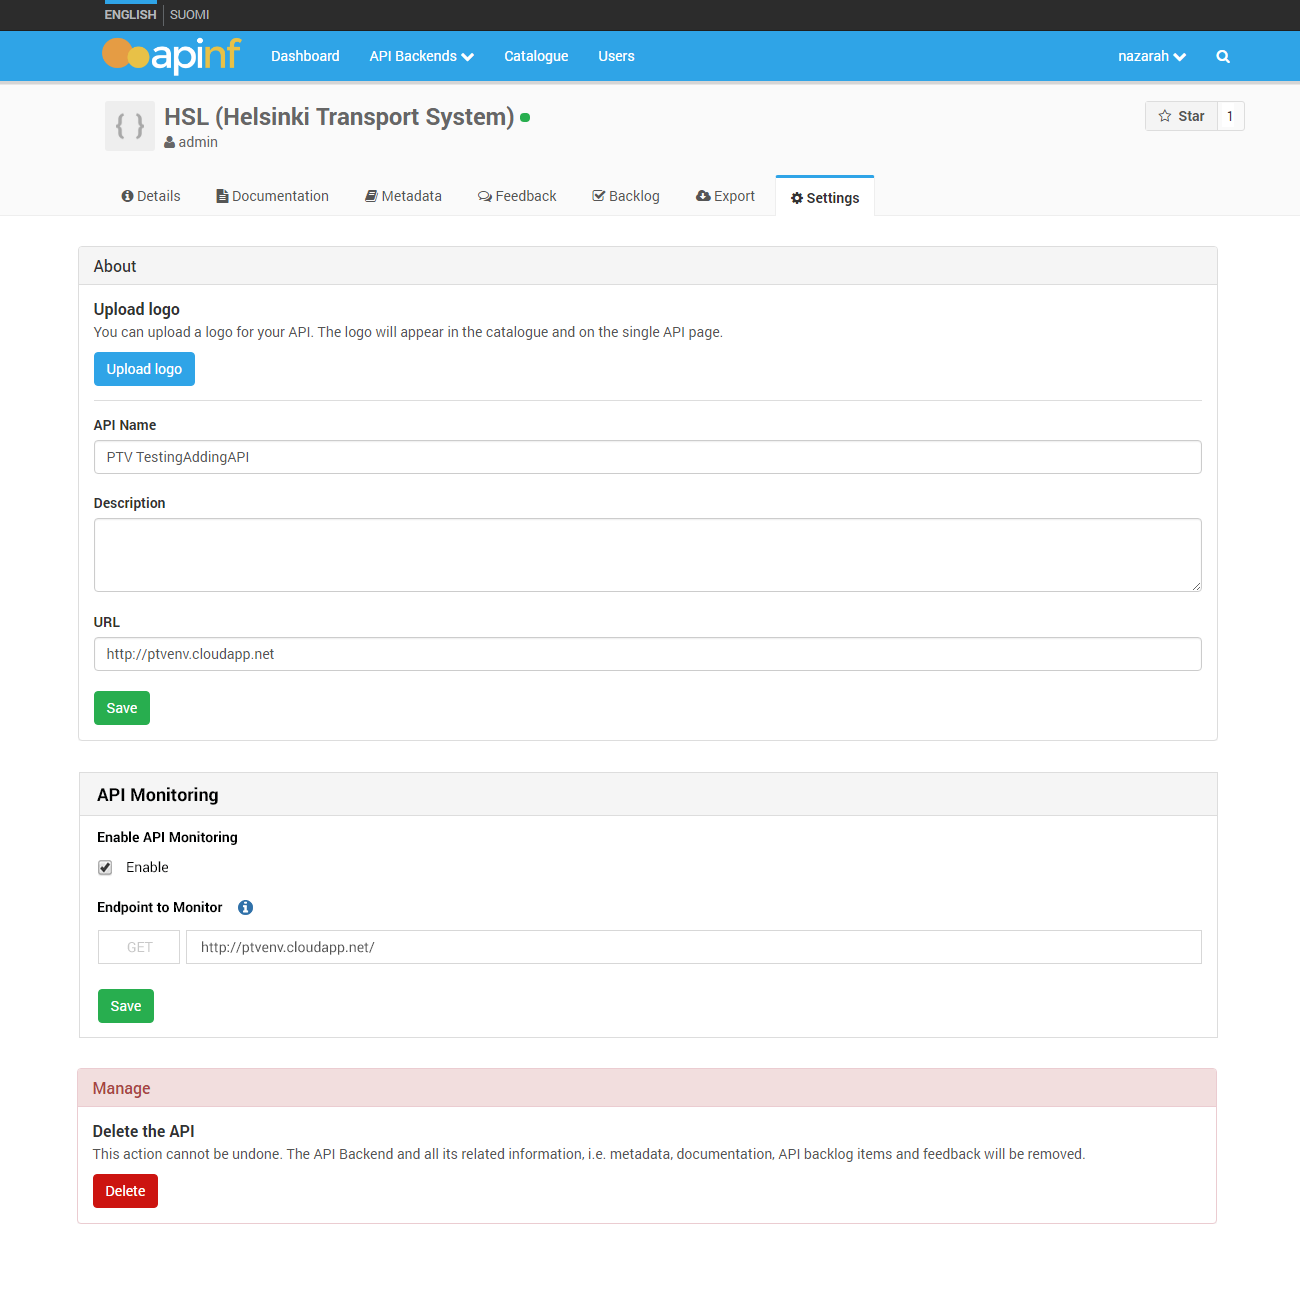 ENGLISH SUOMI
apinf Dashboard API Backends Catalogue Users nazarah
{ } HSL (Helsinki Transport System) Star 1
admin
Details Documentation Metadata Feedback Backlog Export Settings
About
Upload logo
You can upload a logo for your API. The logo will appear in the catalogue and on the single API page.
Upload logo
API Name
PTV TestingAddingAPI
Description
URL
http://ptvenv.cloudapp.net
Save
API Monitoring
Enable API Monitoring
Enable
Endpoint to Monitor
GET http://ptvenv.cloudapp.net/
Save
Manage
Delete the API
This action cannot be undone. The API Backend and all its related information, i.e. metadata, documentation, API backlog items and feedback will be removed.
Delete